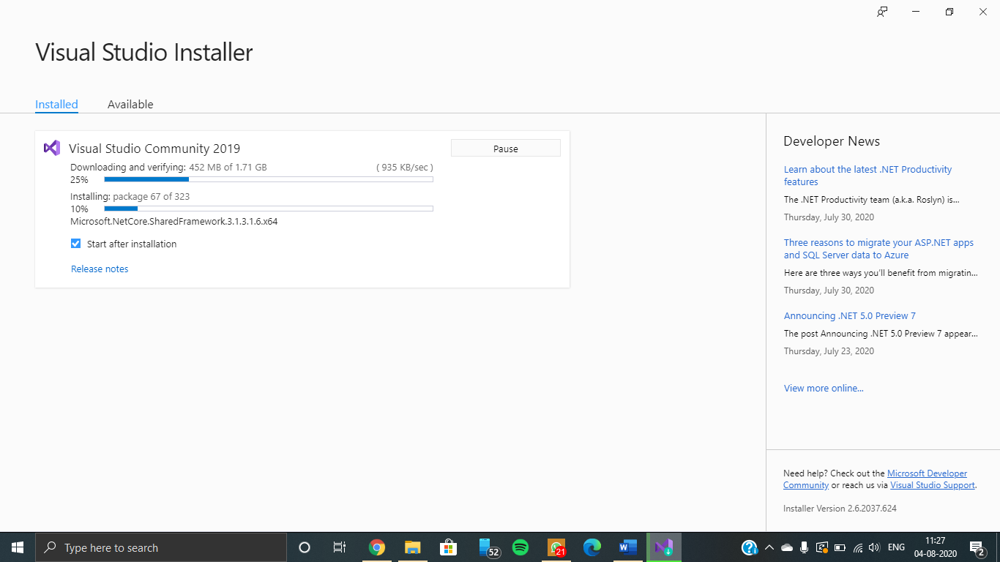 Visual Studio Installer
Installed
Available
Visual Studio Community 2019
Pause
Downloading and verifying: 452 MB of 1.71 GB
( 935 KB/sec )
25%
Installing: package 67 of 323
10%
Microsoft.NetCore.SharedFramework.3.1.3.1.6.x64
Start after installation
Release notes
Developer News
Learn about the latest .NET Productivity
features
The .NET Productivity team (a.k.a. Roslyn) is...
Thursday, July 30, 2020
Three reasons to migrate your ASP.NET apps
and SQL Server data to Azure
Here are three ways you'll benefit from migratin...
Thursday, July 30, 2020
Announcing .NET 5.0 Preview 7
The post Announcing .NET 5.0 Preview 7 appear...
Thursday, July 23, 2020
View more online...
Need help? Check out the Microsoft Developer
Community or reach us via Visual Studio Support.
Installer Version 2.6.2037.624
Type here to search
52
21
ENG
11:27
04-08-2020
2